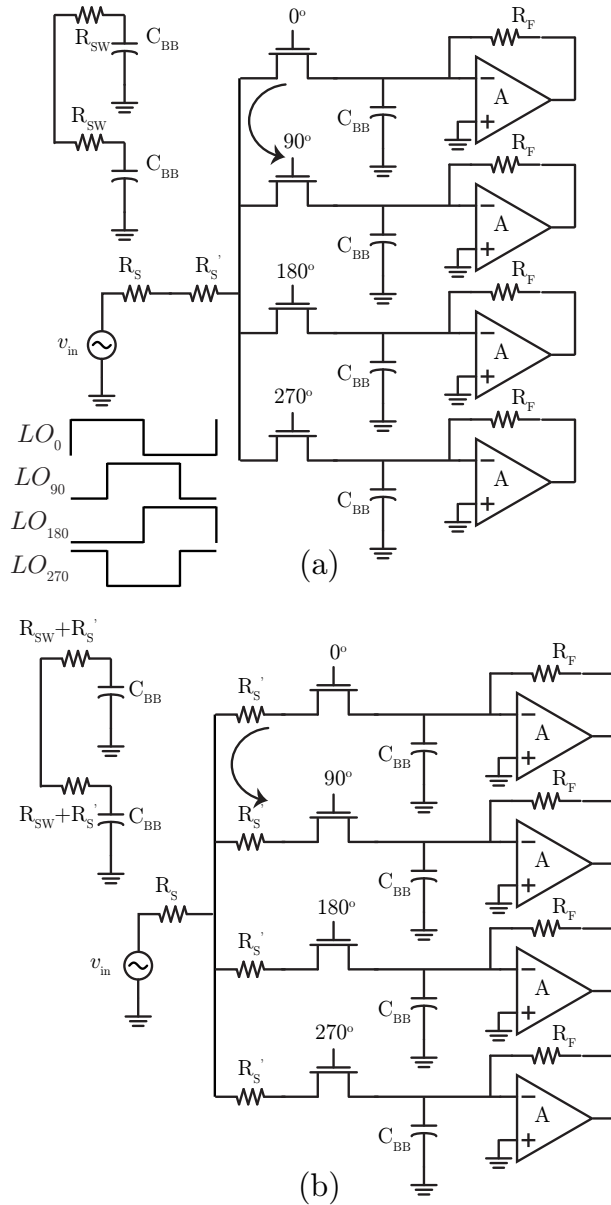 0°
R_SW
C_BB
R_F
A
C_BB
R_SW
C_BB
90°
R_F
A
C_BB
R_S
R_S'
180°
R_F
v_in
A
C_BB
270°
R_F
LO_0
A
LO_90
C_BB
LO_180
LO_270
(a)
R_SW+R_S'
0°
R_F
R_S'
C_BB
A
C_BB
90°
R_F
R_SW+R_S'
C_BB
R_S'
A
C_BB
R_S
180°
R_F
R_S'
v_in
A
C_BB
270°
R_F
R_S'
A
C_BB
(b)